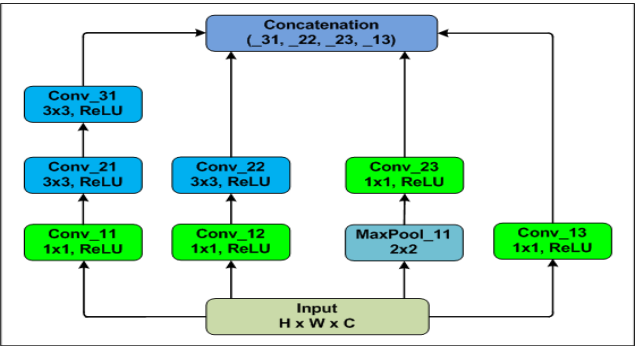 Concatenation
(_31, _22, _23, _13)
Conv_31
3x3, ReLU
Conv_21
3x3, ReLU
Conv_22
3x3, ReLU
Conv_23
1x1, ReLU
Conv_11
1x1, ReLU
Conv_12
1x1, ReLU
MaxPool_11
2x2
Conv_13
1x1, ReLU
Input
H x W x C